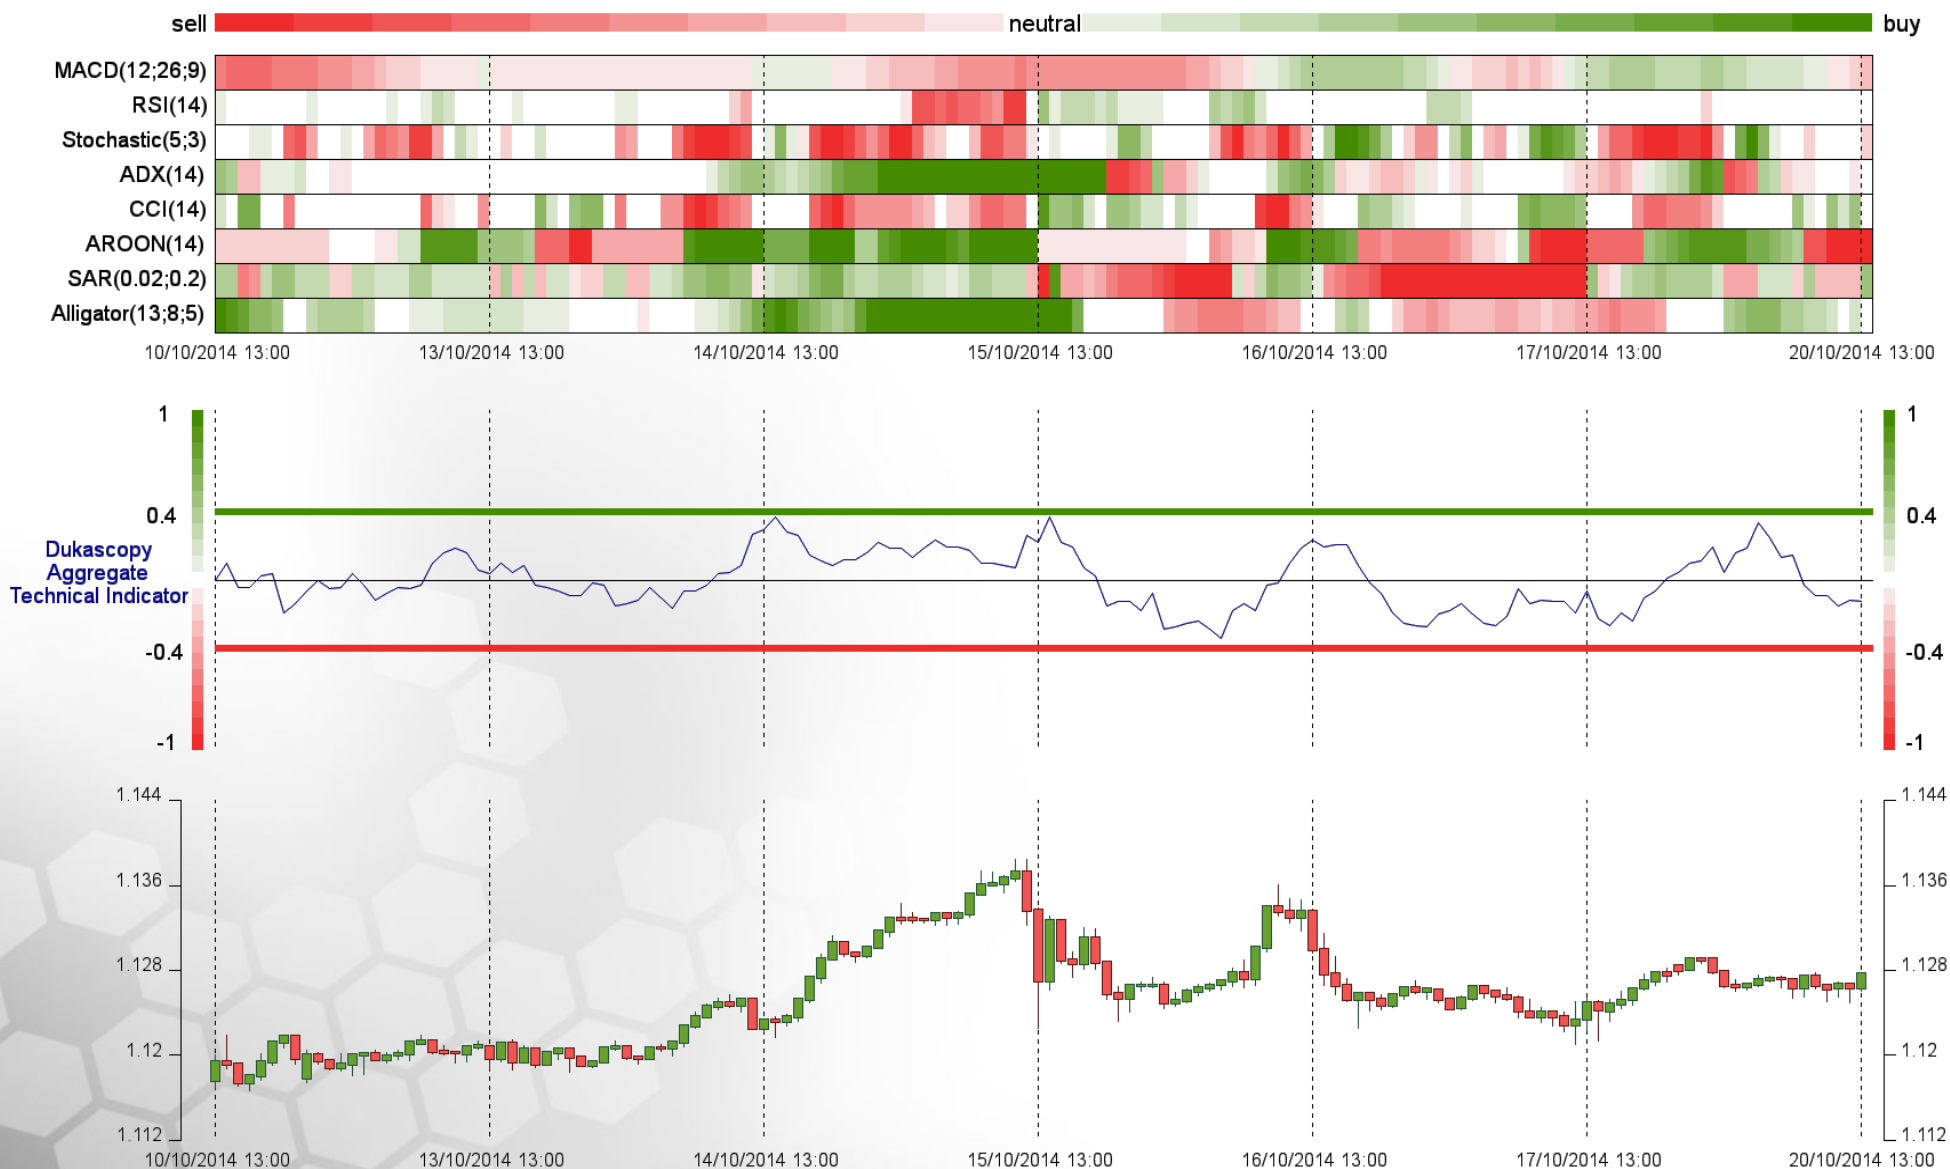 sell neutral buy
MACD(12;26;9)
RSI(14)
Stochastic(5;3)
ADX(14)
CCI(14)
AROON(14)
SAR(0.02;0.2)
Alligator(13;8;5)
10/10/2014 13:00 13/10/2014 13:00 14/10/2014 13:00 15/10/2014 13:00 16/10/2014 13:00 17/10/2014 13:00 20/10/2014 13:00
1 1
0.4 0.4
Dukascopy
Aggregate
Technical Indicator
-0.4 -0.4
-1 -1
1.144 1.144
1.136 1.136
1.128 1.128
1.12 1.12
1.112 1.112
10/10/2014 13:00 13/10/2014 13:00 14/10/2014 13:00 15/10/2014 13:00 16/10/2014 13:00 17/10/2014 13:00 20/10/2014 13:00